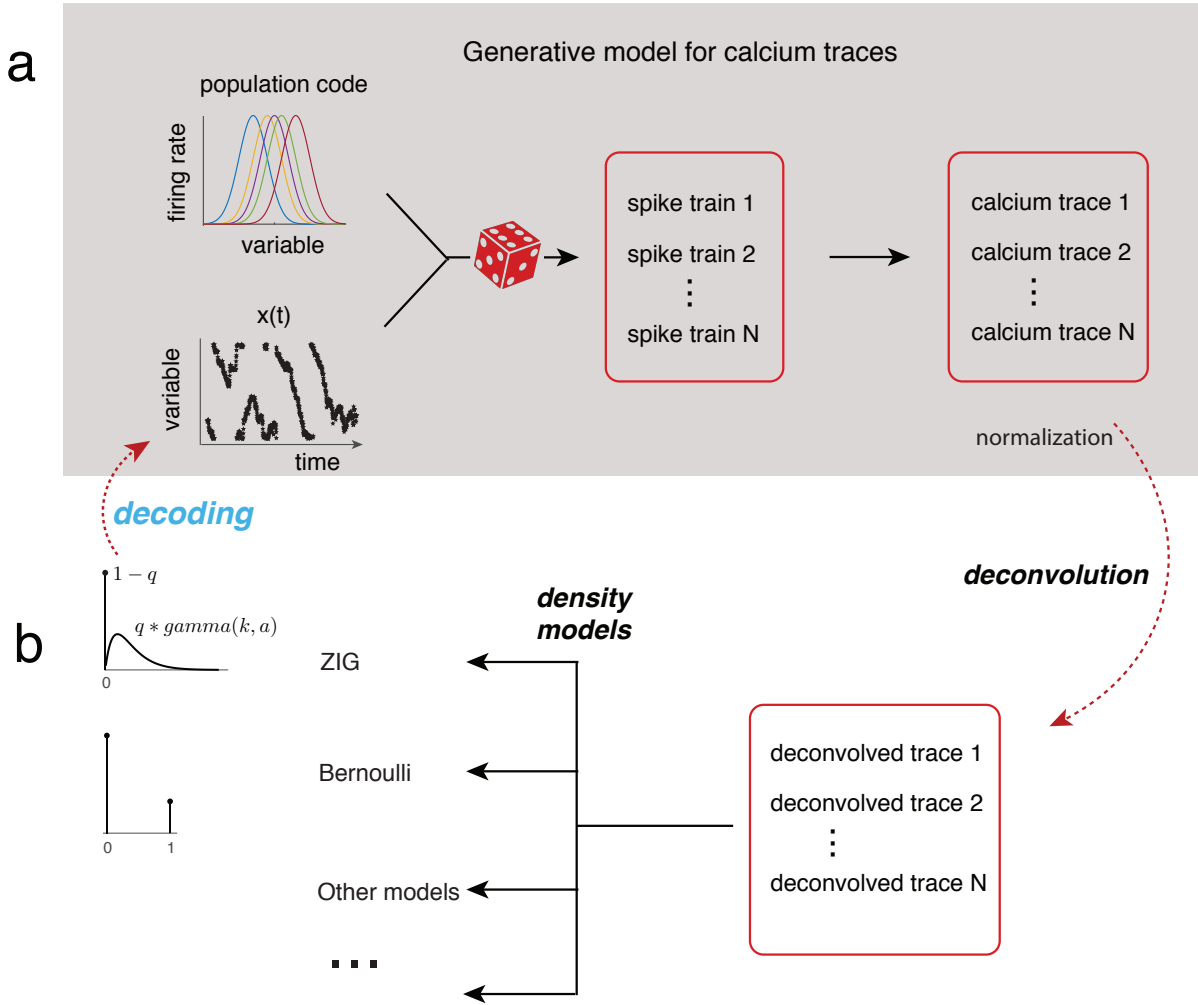 a
Generative model for calcium traces
population code
firing rate
variable
x(t)
variable
time
spike train 1
spike train 2
⋮
spike train N
calcium trace 1
calcium trace 2
⋮
calcium trace N
normalization
decoding
deconvolution
b
1 − q
q ∗ gamma(k, a)
0
0
1
density
models
ZIG
Bernoulli
Other models
...
deconvolved trace 1
deconvolved trace 2
⋮
deconvolved trace N